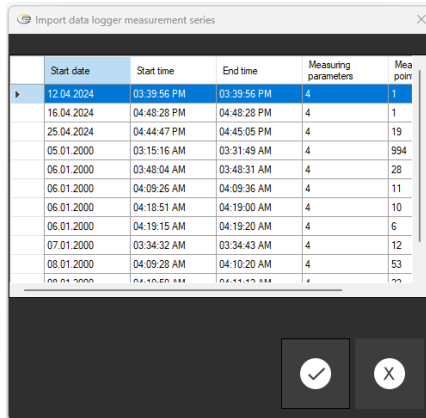 Import data logger measurement series
Start date Start time End time Measuring parameters Mea poin
12.04.2024 03:39:56 PM 03:39:56 PM 4 1
16.04.2024 04:48:28 PM 04:48:28 PM 4 1
25.04.2024 04:44:47 PM 04:45:05 PM 4 19
05.01.2000 03:15:16 AM 03:31:49 AM 4 994
06.01.2000 03:48:04 AM 03:48:31 AM 4 28
06.01.2000 04:09:26 AM 04:09:36 AM 4 11
06.01.2000 04:18:51 AM 04:19:00 AM 4 10
06.01.2000 04:19:15 AM 04:19:20 AM 4 6
07.01.2000 03:34:32 AM 03:34:43 AM 4 12
08.01.2000 04:09:28 AM 04:10:20 AM 4 53
X